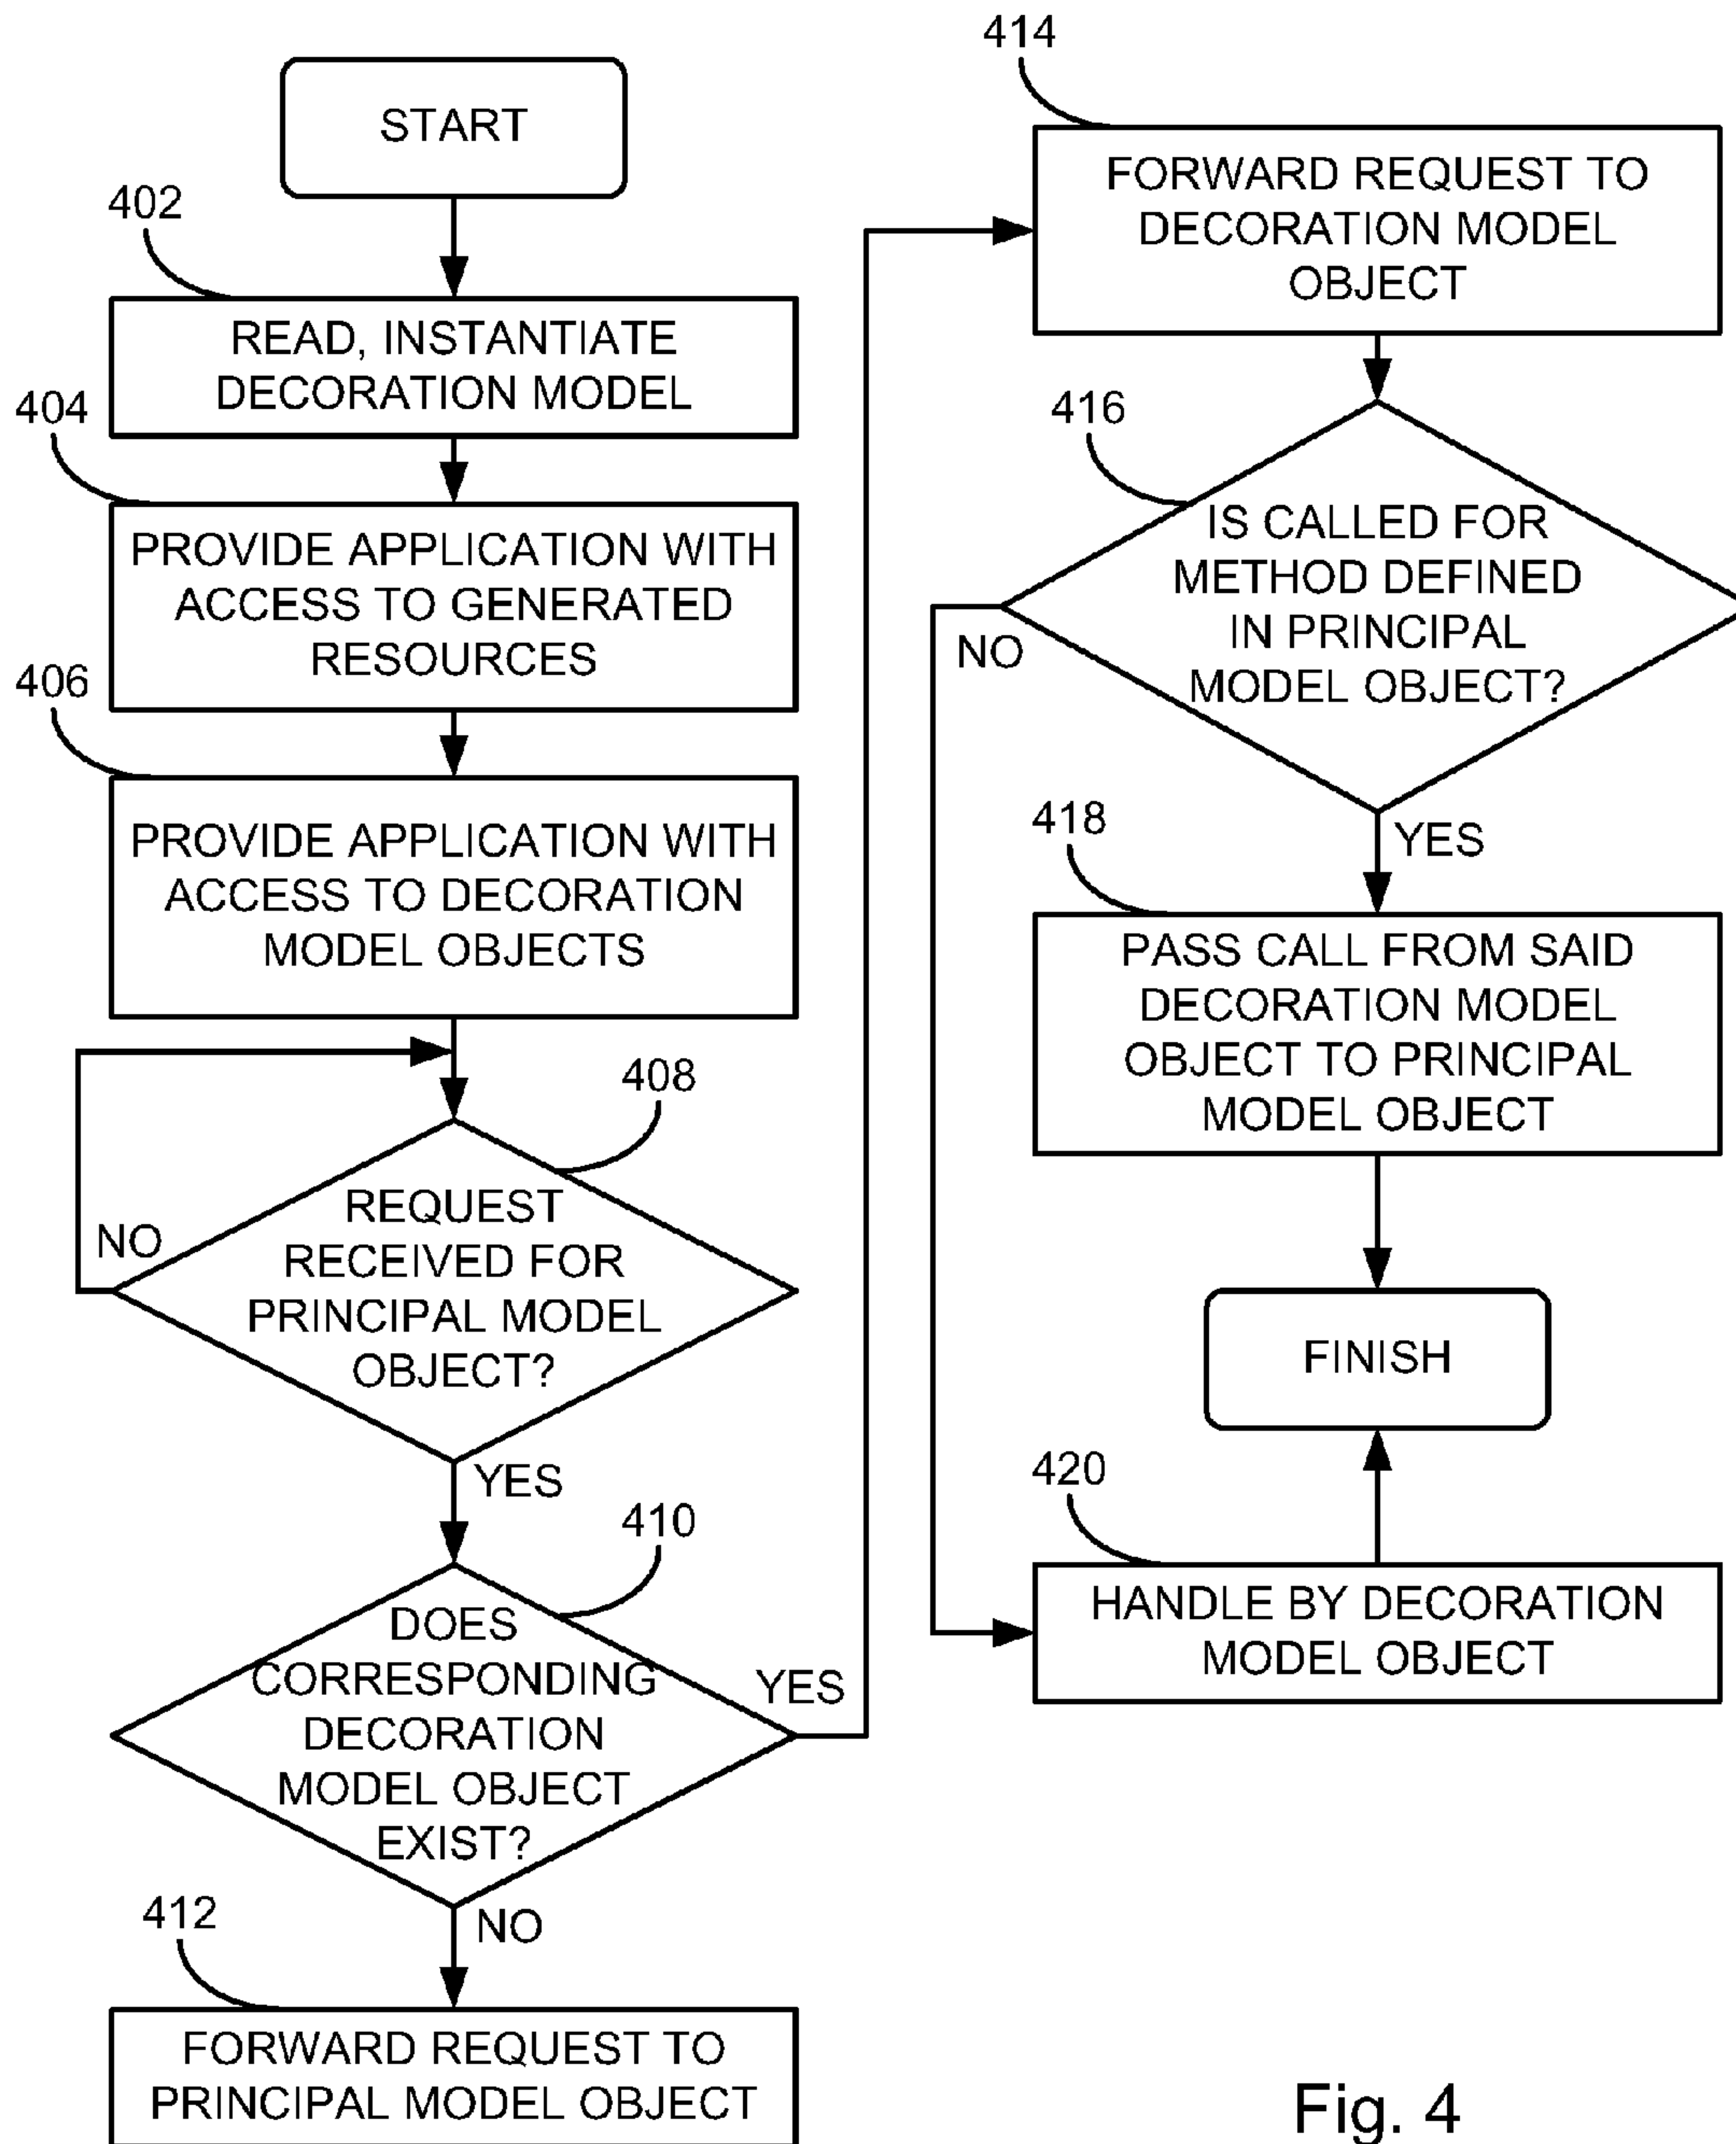 START
402
READ, INSTANTIATE
DECORATION MODEL
404
PROVIDE APPLICATION WITH
ACCESS TO GENERATED
RESOURCES
406
PROVIDE APPLICATION WITH
ACCESS TO DECORATION
MODEL OBJECTS
408
REQUEST
RECEIVED FOR
PRINCIPAL MODEL
OBJECT?
NO
YES
410
DOES
CORRESPONDING
DECORATION
MODEL OBJECT
EXIST?
YES
NO
412
FORWARD REQUEST TO
PRINCIPAL MODEL OBJECT
414
FORWARD REQUEST TO
DECORATION MODEL
OBJECT
416
IS CALLED FOR
METHOD DEFINED
IN PRINCIPAL
MODEL OBJECT?
NO
YES
418
PASS CALL FROM SAID
DECORATION MODEL
OBJECT TO PRINCIPAL
MODEL OBJECT
FINISH
420
HANDLE BY DECORATION
MODEL OBJECT
Fig. 4